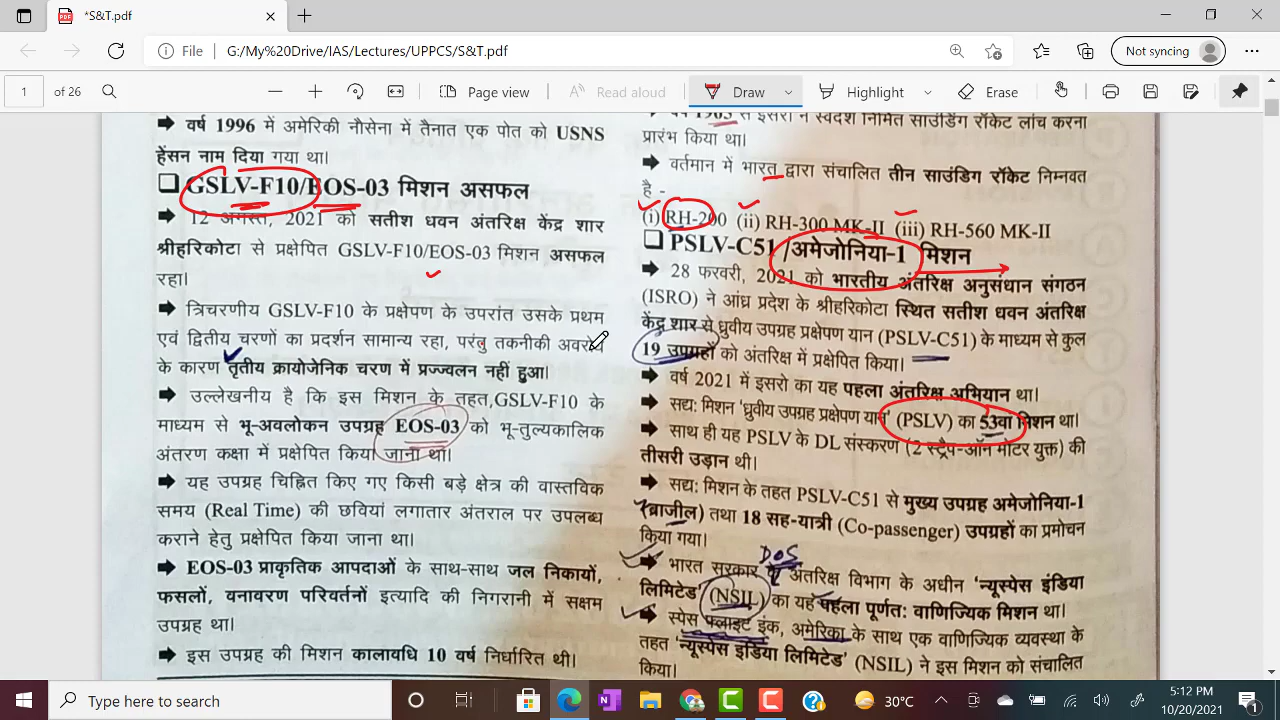 *S&T.pdf
File
G:/My%20Drive/IAS/Lectures/UPPCS/S&T.pdf
Not syncing
1 of 26
Page view
Read aloud
Draw
Highlight
Erase
➡ वर्ष 1996 में अमेरिकी नौसेना में तैनात एक पोत को USNS
हेंसन नाम दिया गया था।
❑ GSLV-F10/EOS-03 मिशन असफल
➡ 12 अगस्त, 2021 को सतीश धवन अंतरिक्ष केंद्र शार
श्रीहरिकोटा से प्रक्षेपित GSLV-F10/EOS-03 मिशन असफल
रहा।
➡ त्रिचरणीय GSLV-F10 के प्रक्षेपण के उपरांत उसके प्रथम
एवं द्वितीय चरणों का प्रदर्शन सामान्य रहा, परंतु तकनीकी अवरोध
के कारण तृतीय क्रायोजेनिक चरण में प्रज्ज्वलन नहीं हुआ।
➡ उल्लेखनीय है कि इस मिशन के तहत,GSLV-F10 के
माध्यम से भू-अवलोकन उपग्रह EOS-03 को भू-तुल्यकालिक
अंतरण कक्षा में प्रक्षेपित किया जाना था।
➡ यह उपग्रह चिह्नित किए गए किसी बड़े क्षेत्र की वास्तविक
समय (Real Time) की छवियां लगातार अंतराल पर उपलब्ध
कराने हेतु प्रक्षेपित किया जाना था।
➡ EOS-03 प्राकृतिक आपदाओं के साथ-साथ जल निकायों,
फसलों, वनावरण परिवर्तनों इत्यादि की निगरानी में सक्षम
उपग्रह था।
➡ इस उपग्रह की मिशन कालावधि 10 वर्ष निर्धारित थी।
वर्ष 1965 से इसरो ने स्वदेश निर्मित साउंडिंग रॉकेट लांच करना
प्रारंभ किया था।
➡ वर्तमान में भारत द्वारा संचालित तीन साउंडिंग रॉकेट निम्नवत
है -
(i) RH-200 (ii) RH-300 MK-II (iii) RH-560 MK-II
❑ PSLV-C51/अमेजोनिया-1 मिशन
➡ 28 फरवरी, 2021 को भारतीय अंतरिक्ष अनुसंधान संगठन
(ISRO) ने आंध्र प्रदेश के श्रीहरिकोटा स्थित सतीश धवन अंतरिक्ष
केंद्र शार से ध्रुवीय उपग्रह प्रक्षेपण यान (PSLV-C51) के माध्यम से कुल
19 उपग्रहों को अंतरिक्ष में प्रक्षेपित किया।
➡ वर्ष 2021 में इसरो का यह पहला अंतरिक्ष अभियान था।
➡ सद्य: मिशन 'ध्रुवीय उपग्रह प्रक्षेपण यान' (PSLV) का 53वा मिशन था।
➡ साथ ही यह PSLV के DL संस्करण (2 स्ट्रैप-ऑन मोटर युक्त) की
तीसरी उड़ान थी।
➡ सद्य: मिशन के तहत PSLV-C51 से मुख्य उपग्रह अमेजोनिया-1
(ब्राजील) तथा 18 सह-यात्री (Co-passenger) उपग्रहों का प्रमोचन
किया गया।
DOS
➡ भारत सरकार के अंतरिक्ष विभाग के अधीन 'न्यूस्पेस इंडिया
लिमिटेड' (NSIL) का यह पहला पूर्णत: वाणिज्यिक मिशन था।
➡ स्पेस फ्लाइट इंक, अमेरिका के साथ एक वाणिज्यिक व्यवस्था के
तहत 'न्यूस्पेस इंडिया लिमिटेड' (NSIL) ने इस मिशन को संचालित
किया।
Type here to search
30°C
ENG
5:12 PM
10/20/2021
1